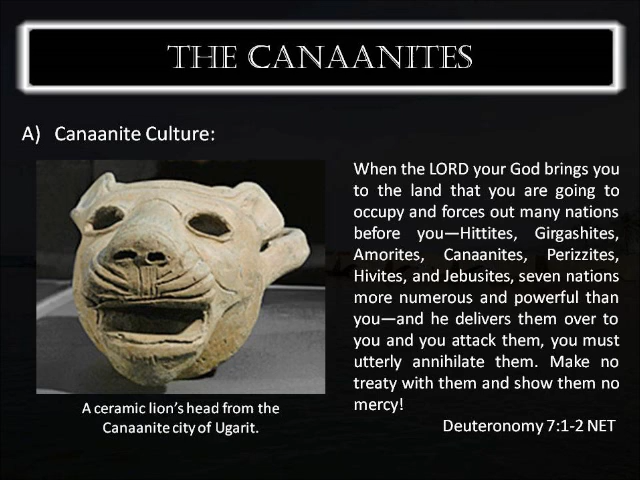 THE CANAANITES
A) Canaanite Culture:
When the LORD your God brings you
to the land that you are going to
occupy and forces out many nations
before you—Hittites, Girgashites,
Amorites, Canaanites, Perizzites,
Hivites, and Jebusites, seven nations
more numerous and powerful than
you—and he delivers them over to
you and you attack them, you must
utterly annihilate them. Make no
treaty with them and show them no
mercy!
Deuteronomy 7:1-2 NET
A ceramic lion's head from the
Canaanite city of Ugarit.